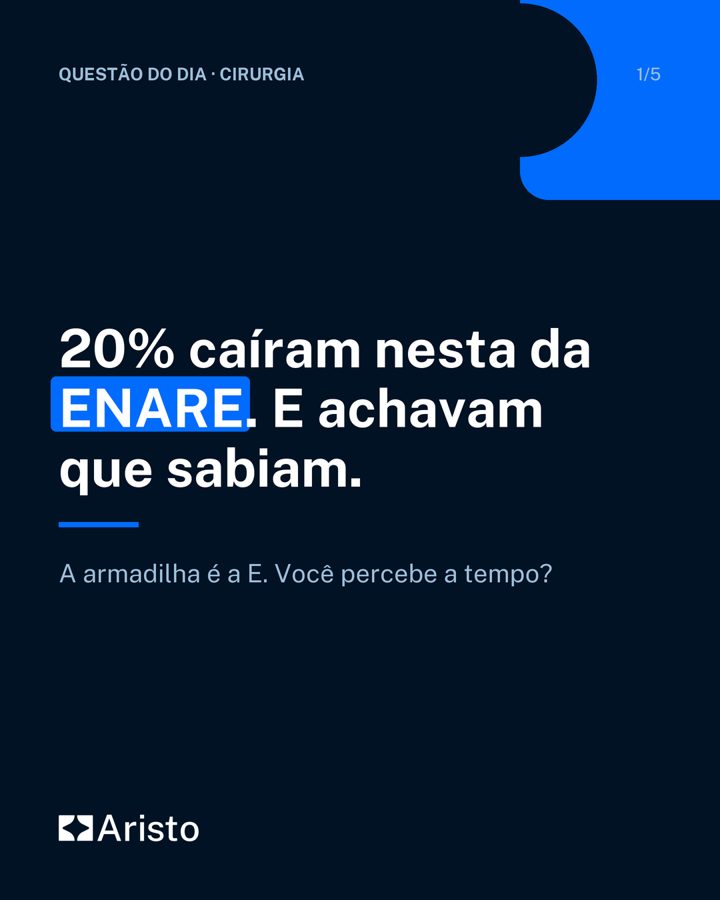 QUESTÃO DO DIA · CIRURGIA
1/5
20% caíram nesta da
ENARE. E achavam
que sabiam.
A armadilha é a E. Você percebe a tempo?
Aristo